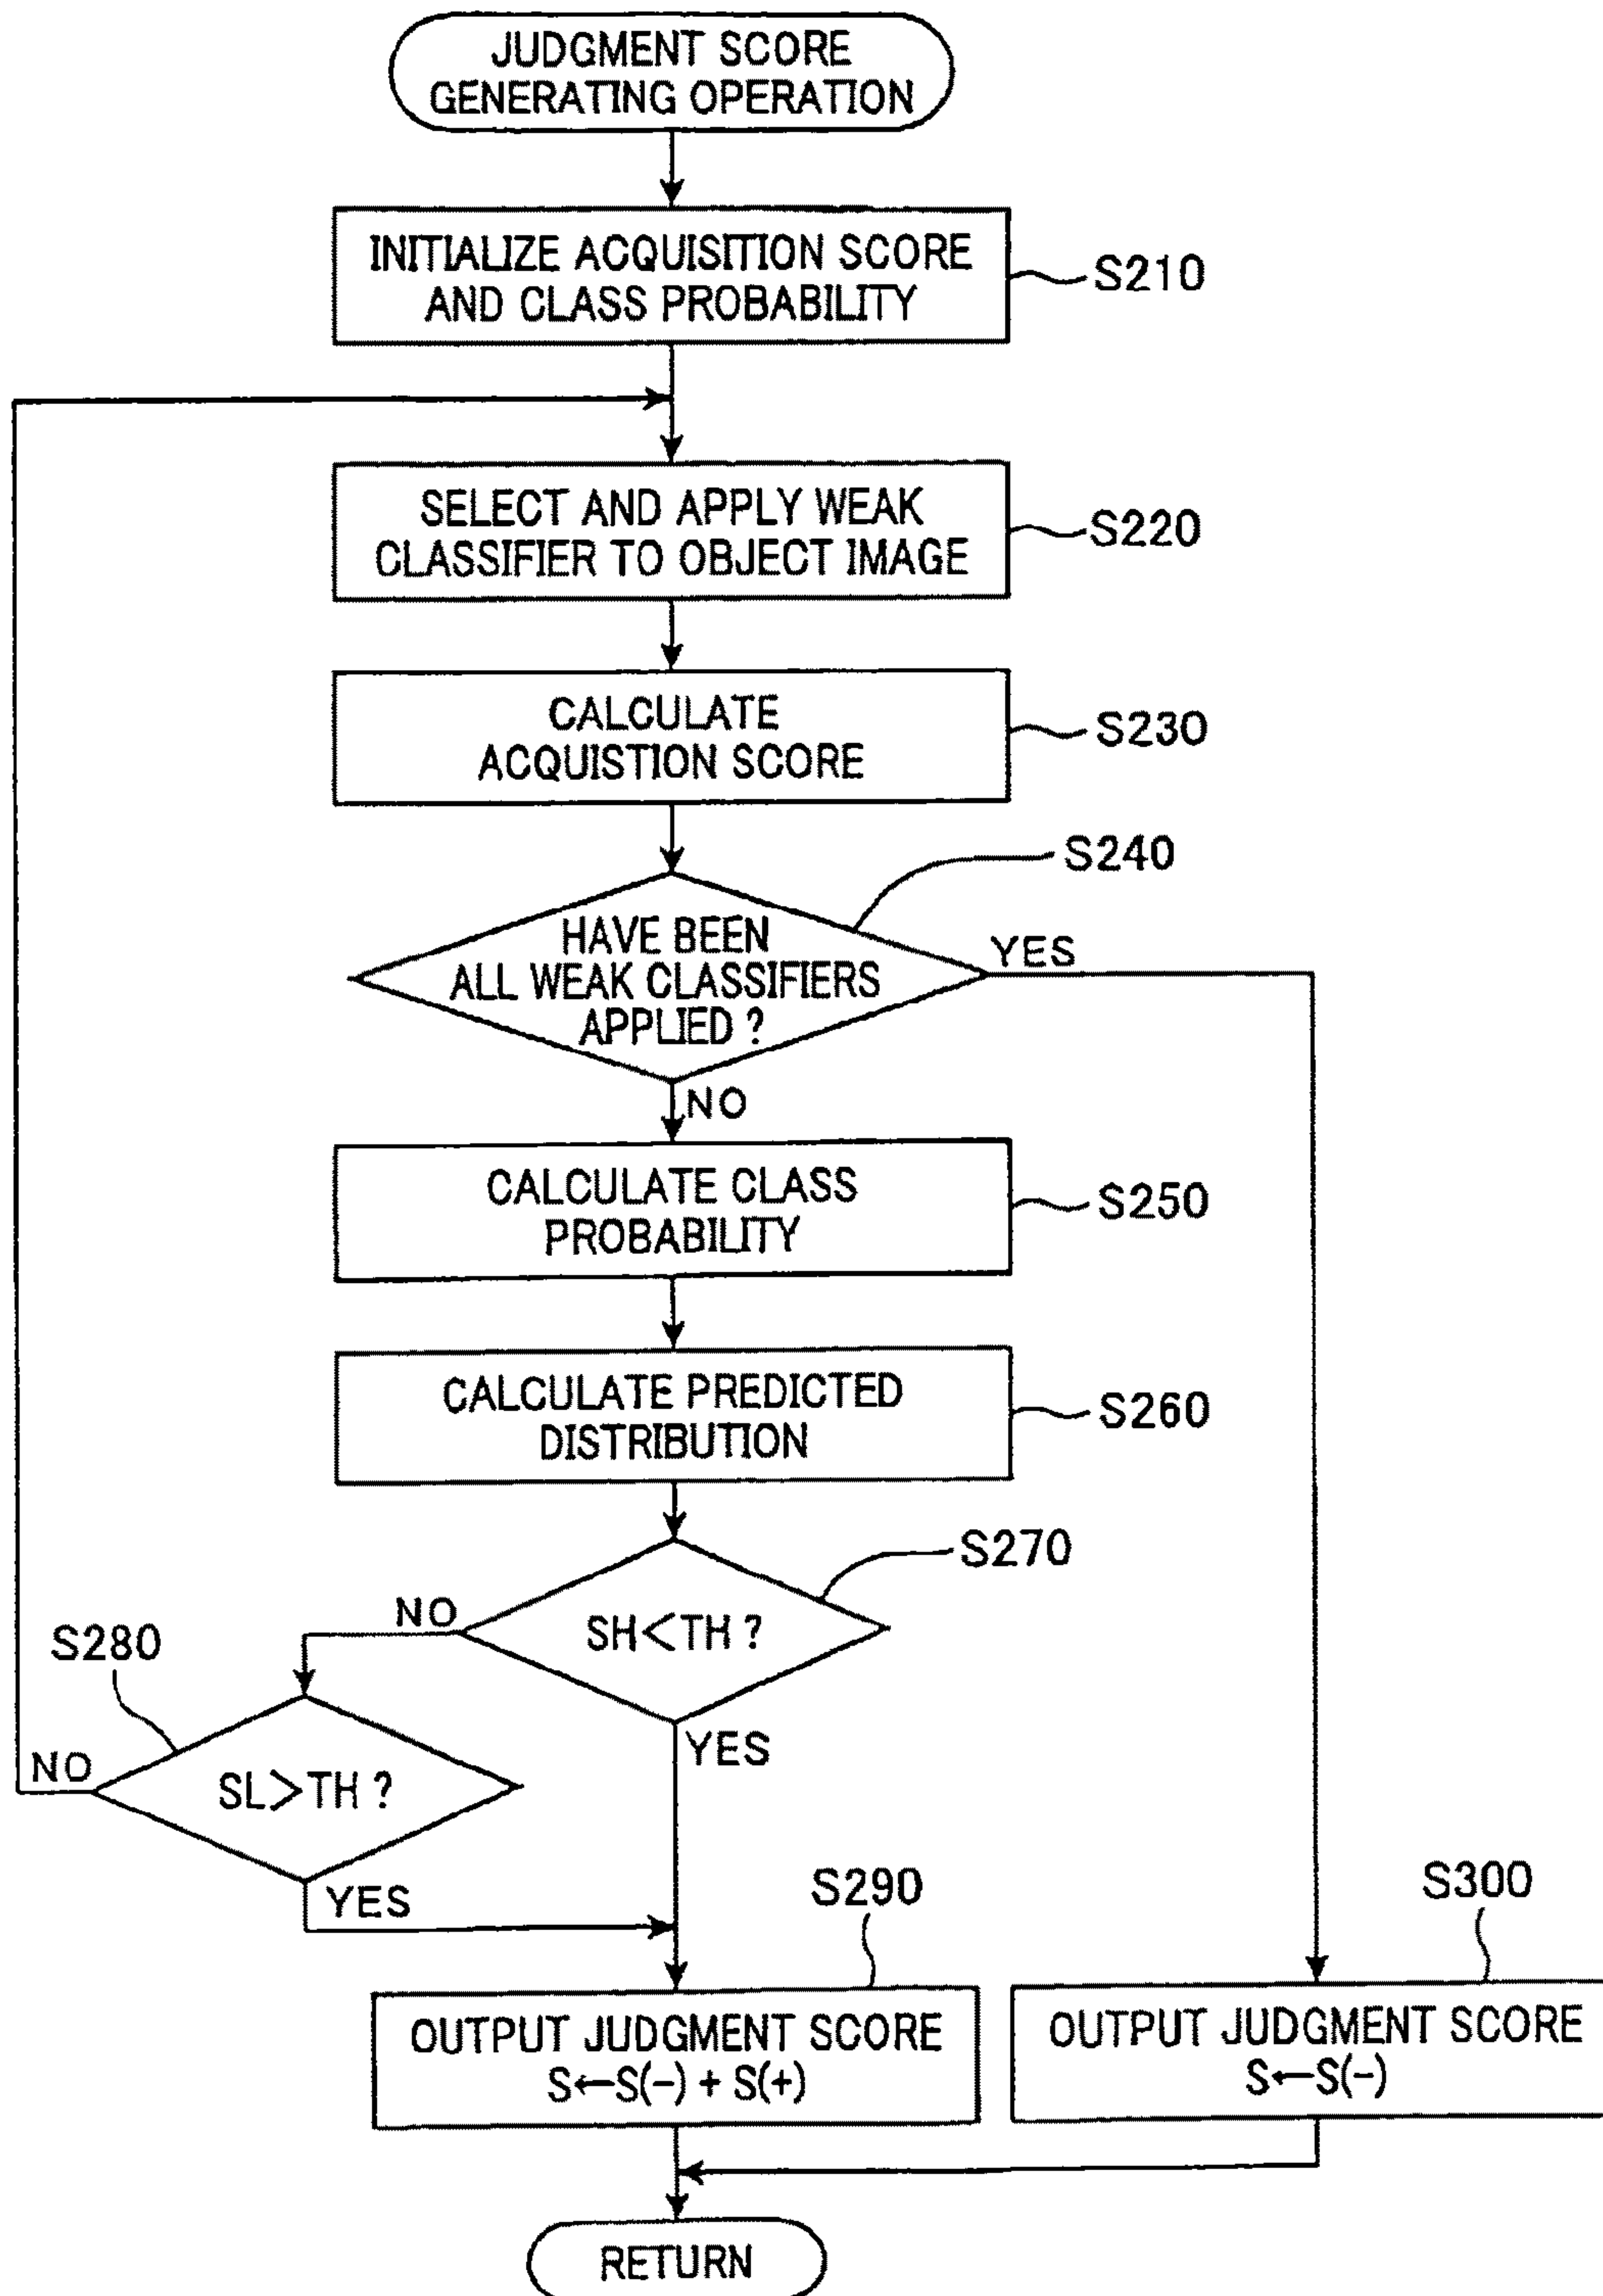 JUDGMENT SCORE
GENERATING OPERATION
INITIALIZE ACQUISITION SCORE
AND CLASS PROBABILITY
S210
SELECT AND APPLY WEAK
CLASSIFIER TO OBJECT IMAGE
S220
CALCULATE
ACQUISTION SCORE
S230
S240
HAVE BEEN
ALL WEAK CLASSIFIERS
APPLIED ?
YES
NO
CALCULATE CLASS
PROBABILITY
S250
CALCULATE PREDICTED
DISTRIBUTION
S260
S270
SH<TH ?
NO
YES
S280
SL>TH ?
NO
YES
S290
OUTPUT JUDGMENT SCORE
S←S(−) + S(+)
S300
OUTPUT JUDGMENT SCORE
S←S(−)
RETURN